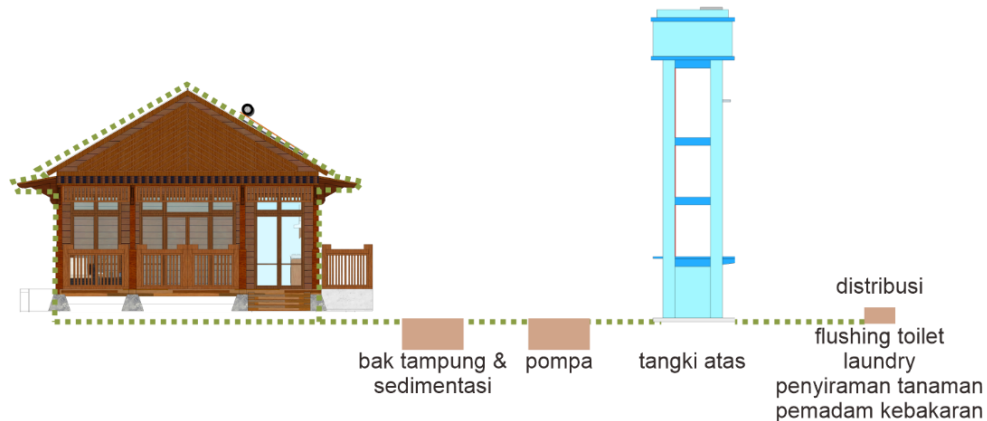 distribusi
bak tampung &
sedimentasi
pompa
tangki atas
flushing toilet
laundry
penyiraman tanaman
pemadam kebakaran